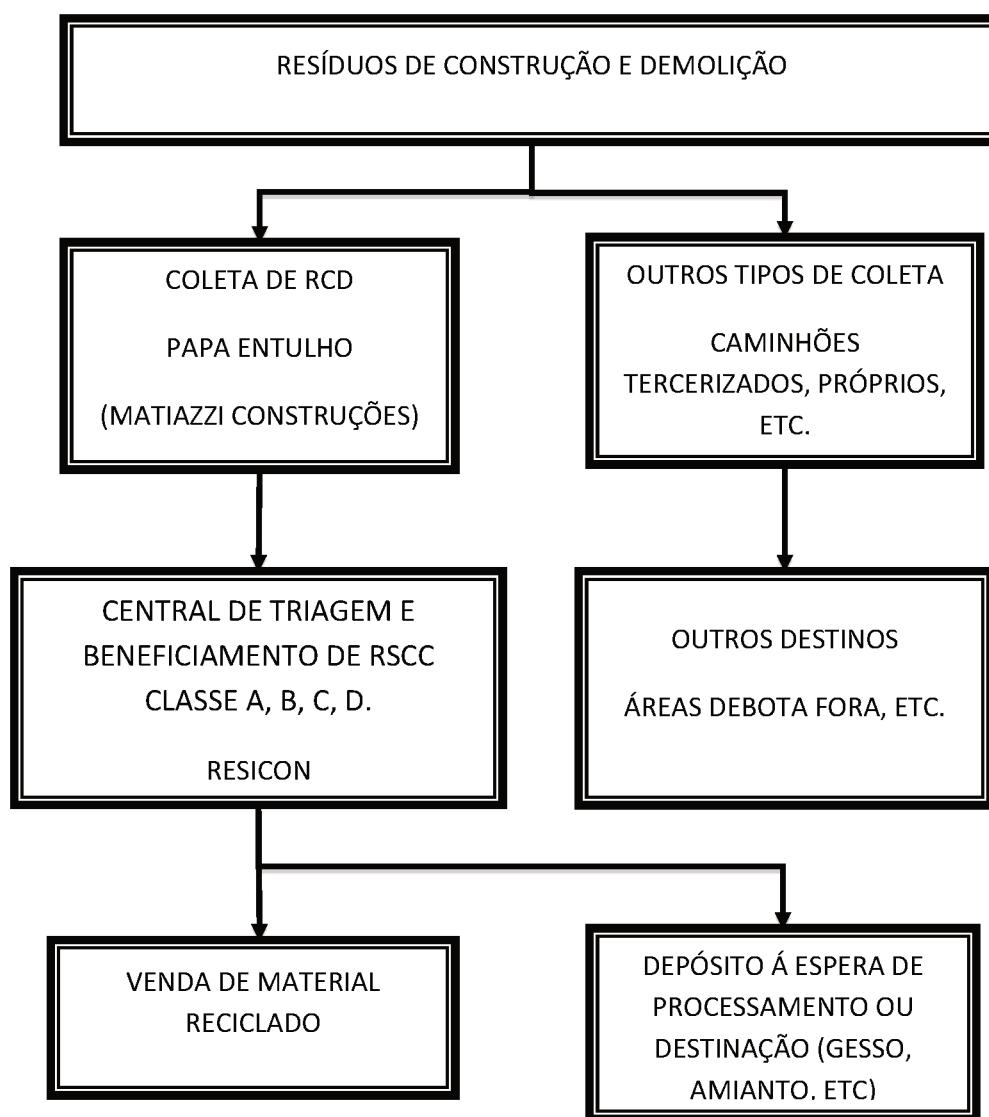 RESÍDUOS DE CONSTRUÇÃO E DEMOLIÇÃO
COLETA DE RCD
PAPA ENTULHO
(MATIAZZI CONSTRUÇÕES)
OUTROS TIPOS DE COLETA
CAMINHÕES
TERCERIZADOS, PRÓPRIOS,
ETC.
CENTRAL DE TRIAGEM E
BENEFICIAMENTO DE RSCC
CLASSE A, B, C, D.
RESICON
OUTROS DESTINOS
ÁREAS DEBOTA FORA, ETC.
VENDA DE MATERIAL
RECICLADO
DEPÓSITO Á ESPERA DE
PROCESSAMENTO OU
DESTINAÇÃO (GESSO,
AMIANTO, ETC)